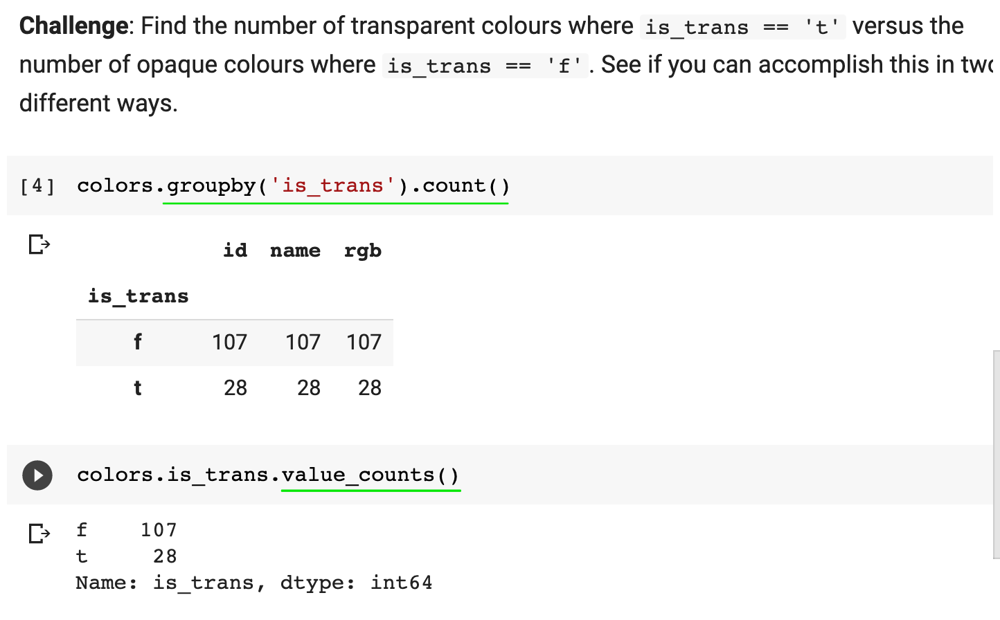 Challenge: Find the number of transparent colours where is_trans == 't' versus the
number of opaque colours where is_trans == 'f'. See if you can accomplish this in
different ways.
[4] colors.groupby('is_trans').count()
id name rgb
is_trans
f 107 107 107
t 28 28 28
colors.is_trans.value_counts()
f 107
t 28
Name: is_trans, dtype: int64